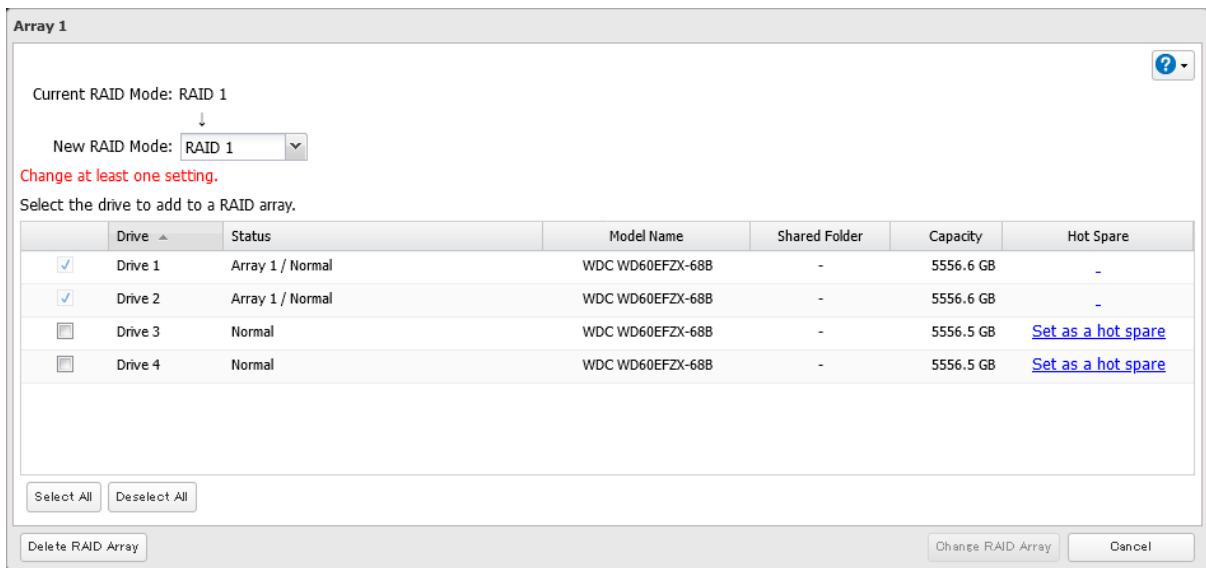 Array 1
Current RAID Mode: RAID 1
↓
New RAID Mode: RAID 1
Change at least one setting.
Select the drive to add to a RAID array.
Drive Status Model Name Shared Folder Capacity Hot Spare
Drive 1 Array 1 / Normal WDC WD60EFZX-68B - 5556.6 GB -
Drive 2 Array 1 / Normal WDC WD60EFZX-68B - 5556.6 GB -
Drive 3 Normal WDC WD60EFZX-68B - 5556.5 GB Set as a hot spare
Drive 4 Normal WDC WD60EFZX-68B - 5556.5 GB Set as a hot spare
Select All Deselect All
Delete RAID Array Change RAID Array Cancel